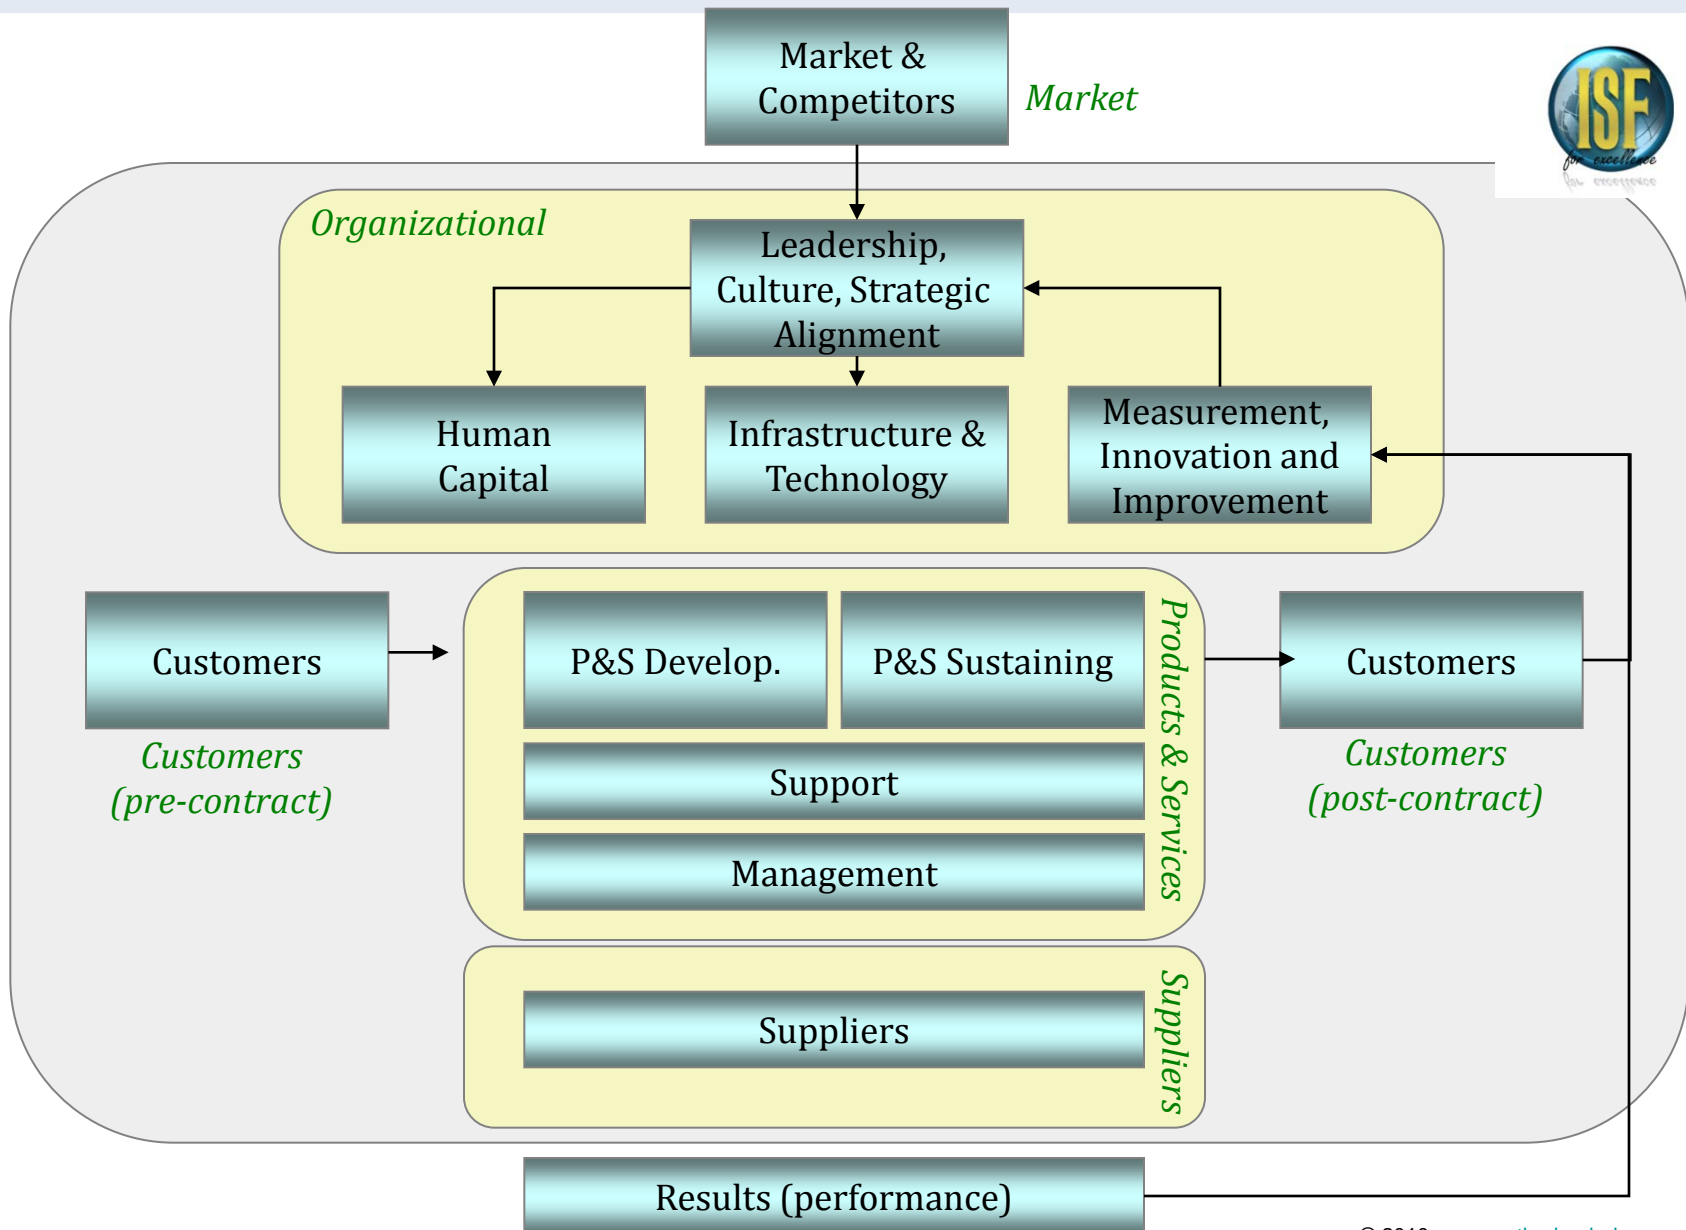 Market &
Competitors
Market
ISF
for excellence
Organizational
Leadership,
Culture, Strategic
Alignment
Human
Capital
Infrastructure &
Technology
Measurement,
Innovation and
Improvement
Customers
Customers
(pre-contract)
P&S Develop.
P&S Sustaining
Support
Management
Products & Services
Customers
Customers
(post-contract)
Suppliers
Suppliers
Results (performance)